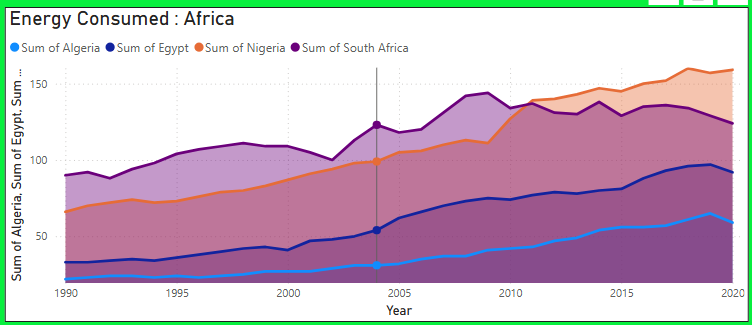 Energy Consumed : Africa
Sum of Algeria Sum of Egypt Sum of Nigeria Sum of South Africa
Sum of Algeria, Sum of Egypt, Sum ...
150
100
50
1990 1995 2000 2005 2010 2015 2020
Year